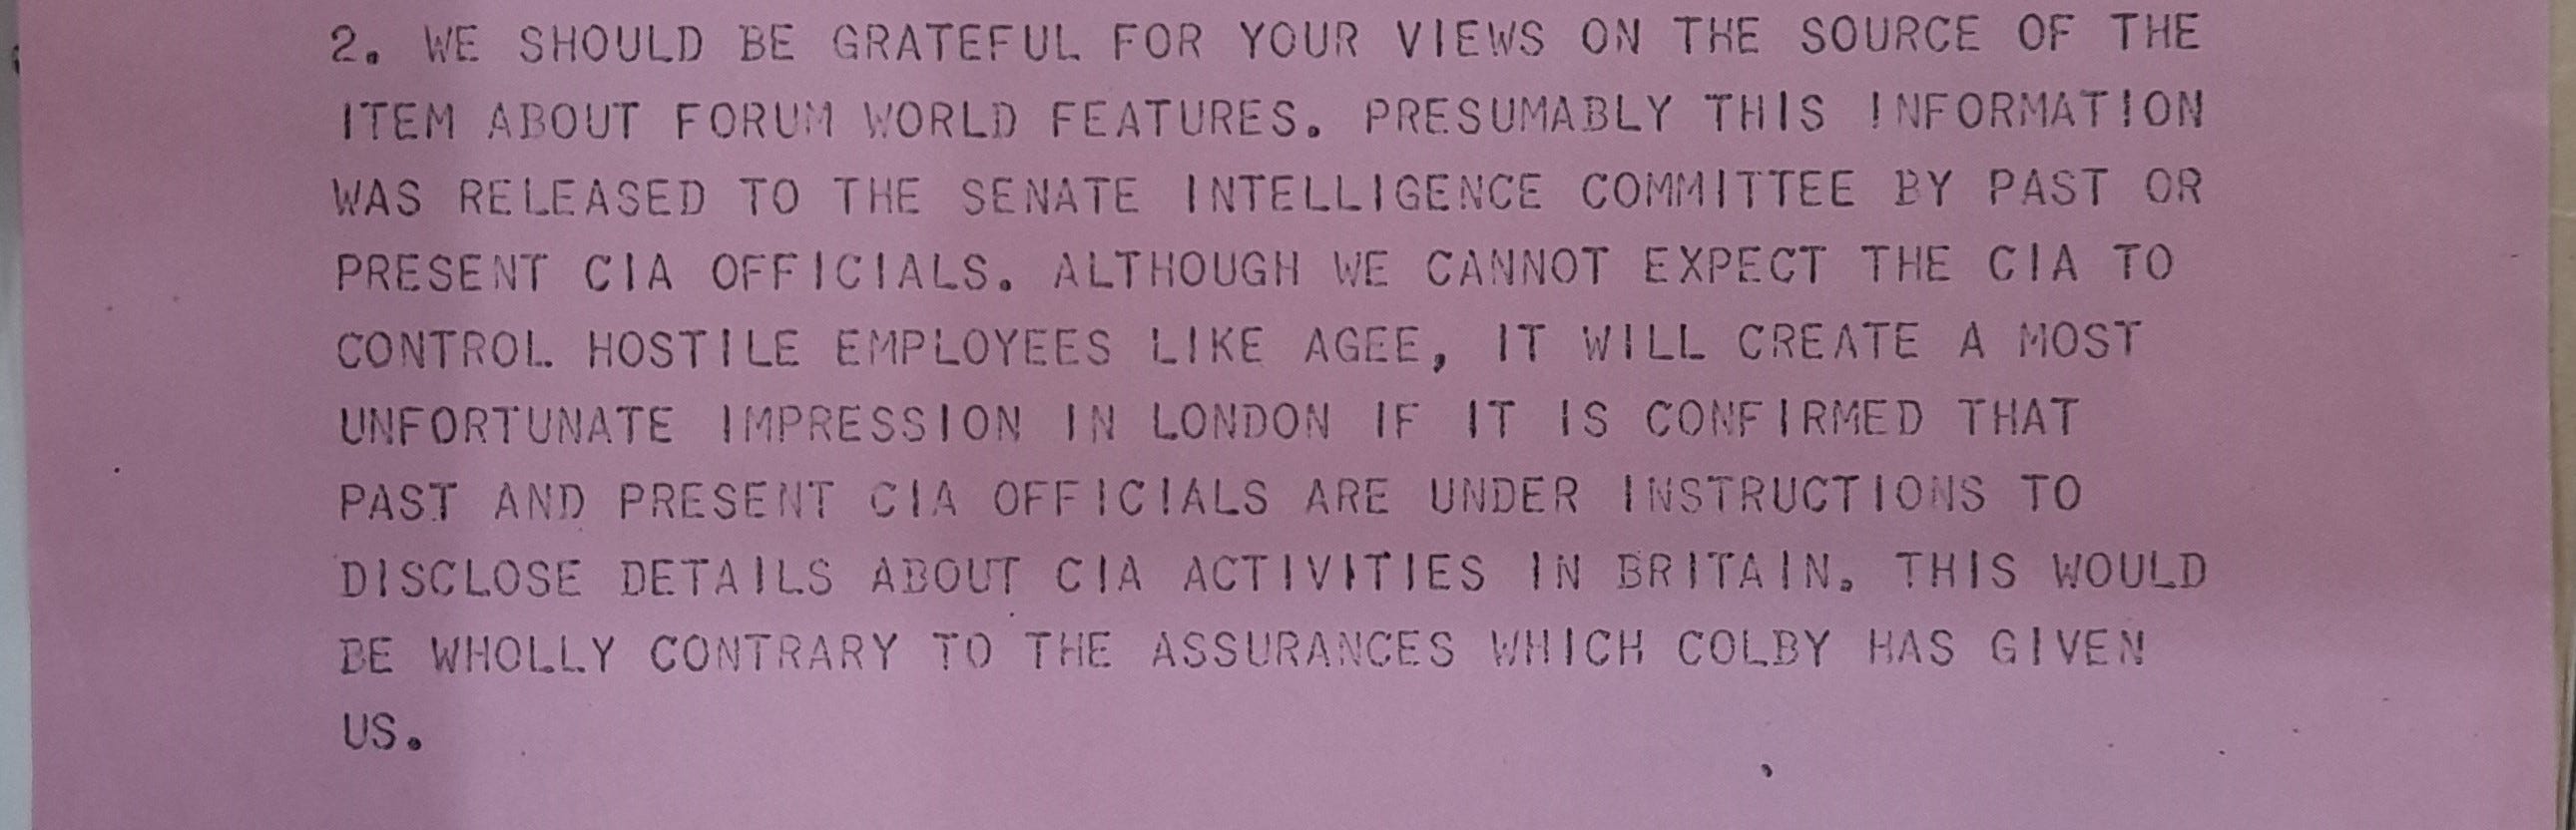 2. WE SHOULD BE GRATEFUL FOR YOUR VIEWS ON THE SOURCE OF THE
ITEM ABOUT FORUM WORLD FEATURES. PRESUMABLY THIS INFORMATION
WAS RELEASED TO THE SENATE INTELLIGENCE COMMITTEE BY PAST OR
PRESENT CIA OFFICIALS. ALTHOUGH WE CANNOT EXPECT THE CIA TO
CONTROL HOSTILE EMPLOYEES LIKE AGEE, IT WILL CREATE A MOST
UNFORTUNATE IMPRESSION IN LONDON IF IT IS CONFIRMED THAT
PAST AND PRESENT CIA OFFICIALS ARE UNDER INSTRUCTIONS TO
DISCLOSE DETAILS ABOUT CIA ACTIVITIES IN BRITAIN. THIS WOULD
BE WHOLLY CONTRARY TO THE ASSURANCES WHICH COLBY HAS GIVEN
US.